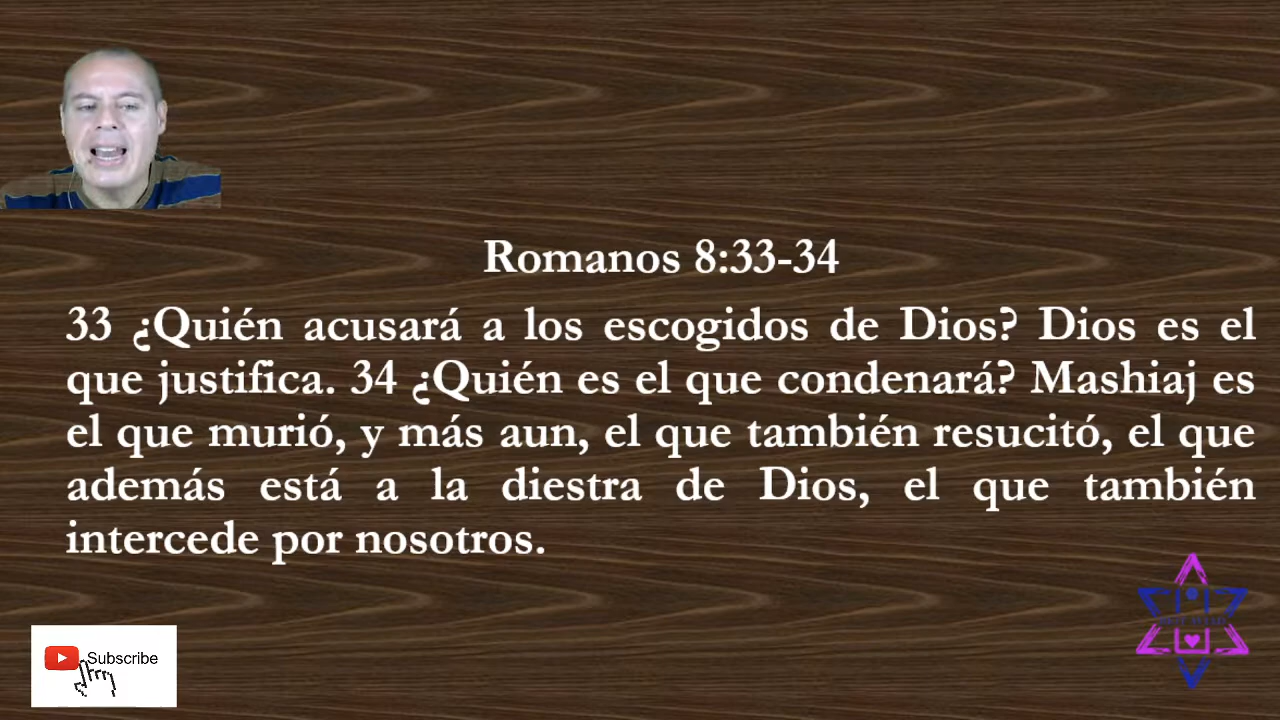 Romanos 8:33-34
33 ¿Quién acusará a los escogidos de Dios? Dios es el
que justifica. 34 ¿Quién es el que condenará? Mashiaj es
el que murió, y más aun, el que también resucitó, el que
además está a la diestra de Dios, el que también
intercede por nosotros.
Subscribe